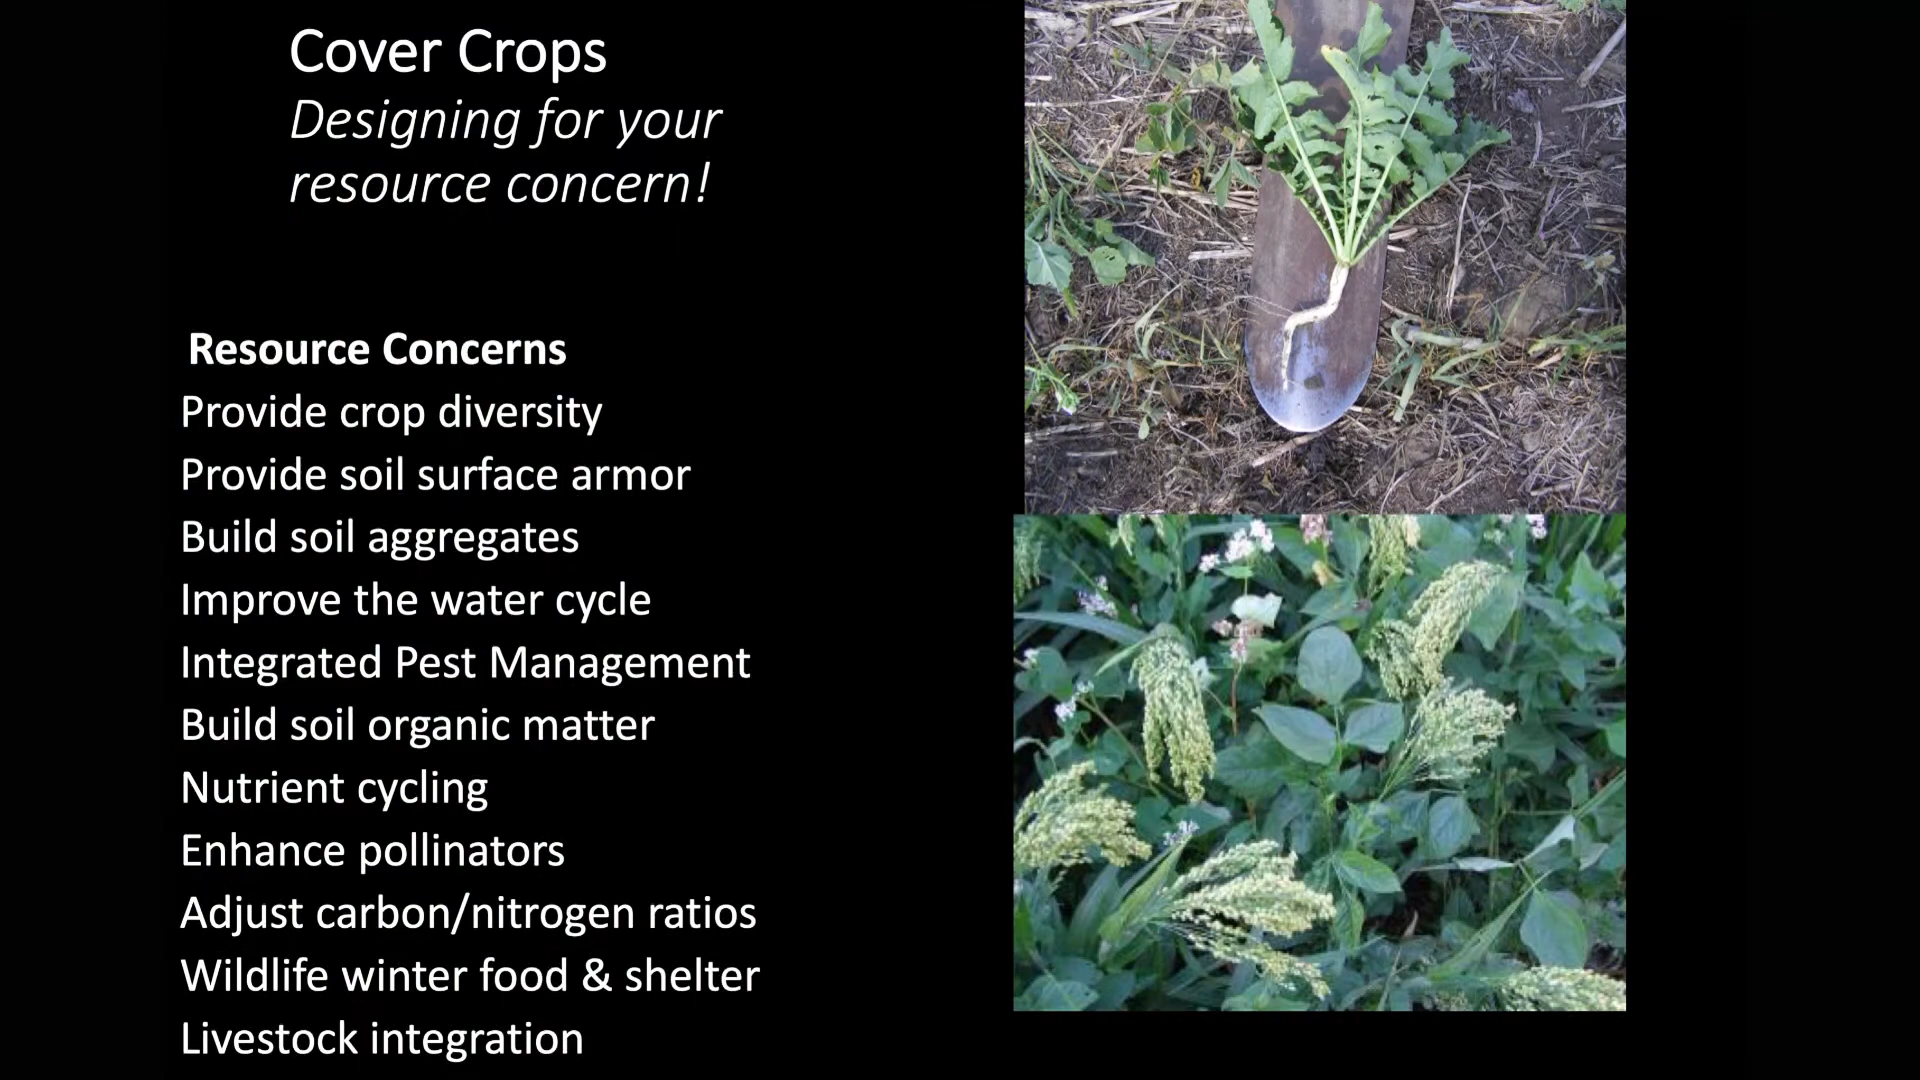 Cover Crops
Designing for your
resource concern!
Resource Concerns
Provide crop diversity
Provide soil surface armor
Build soil aggregates
Improve the water cycle
Integrated Pest Management
Build soil organic matter
Nutrient cycling
Enhance pollinators
Adjust carbon/nitrogen ratios
Wildlife winter food & shelter
Livestock integration